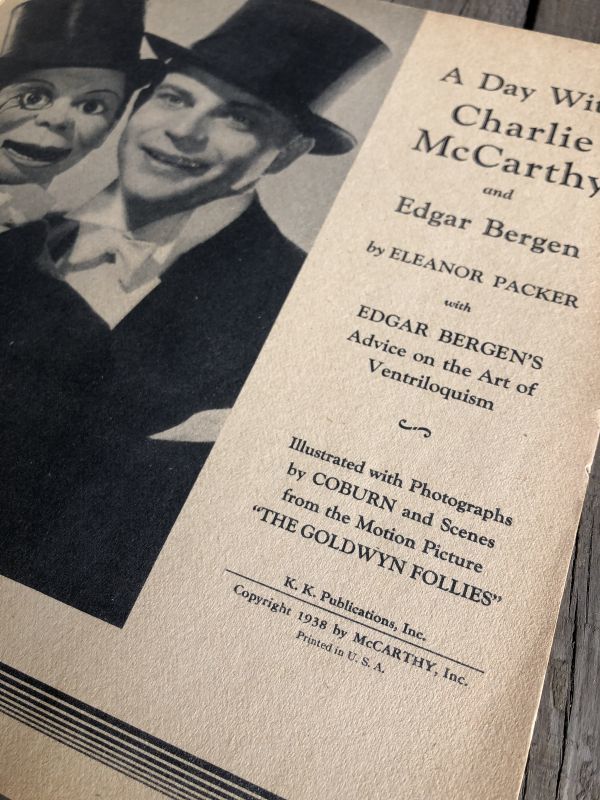 A Day Wit
Charlie
McCarthy
and
Edgar Bergen
by ELEANOR PACKER
with
EDGAR BERGEN'S
Advice on the Art of
Ventriloquism
Illustrated with Photographs
by COBURN and Scenes
from the Motion Picture
"THE GOLDWYN FOLLIES"
K. K. Publications, Inc.
Copyright 1938 by McCARTHY, Inc.
Printed in U. S. A.